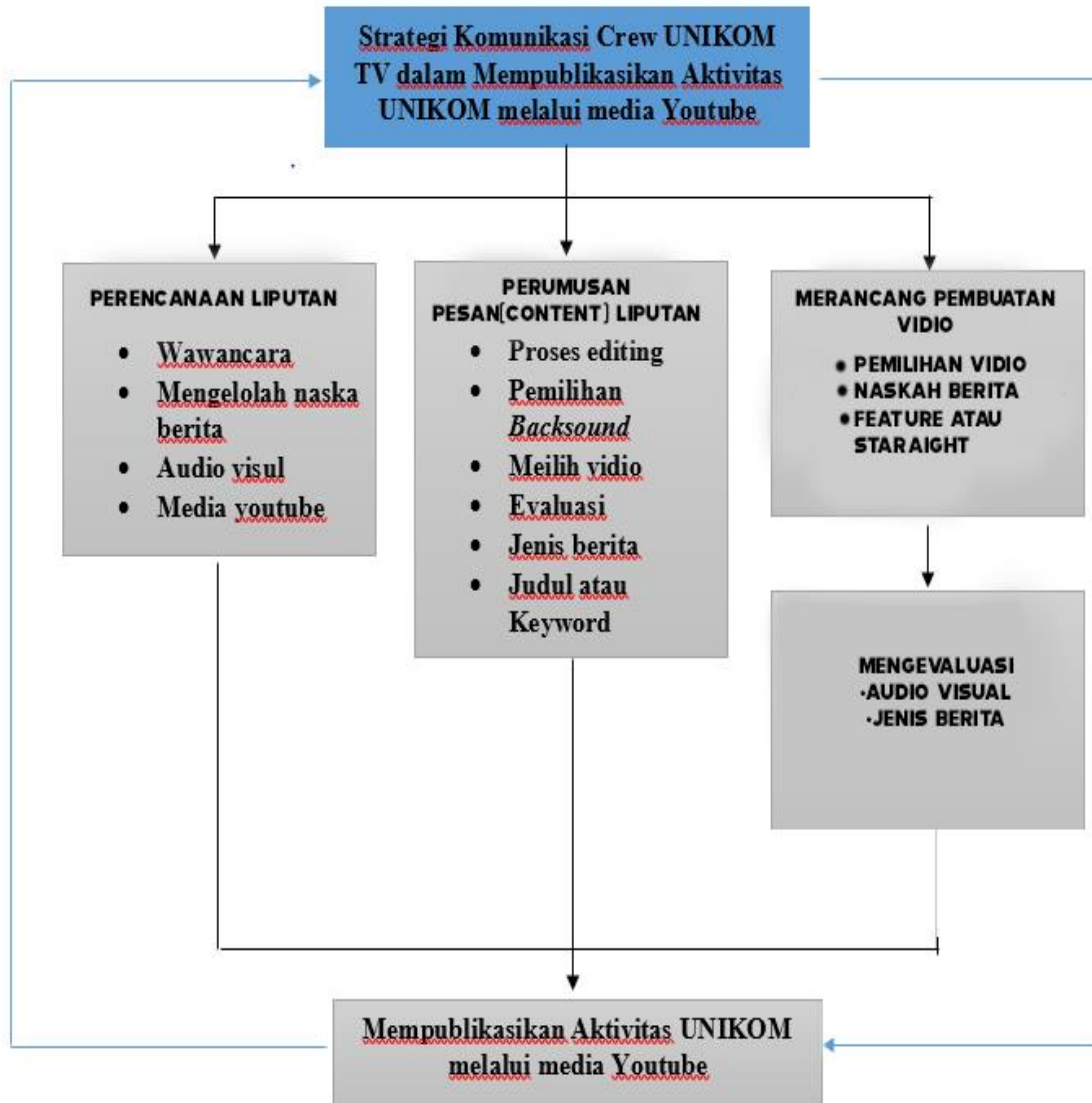 Strategi Komunikasi Crew UNIKOM
TV dalam Mempublikasikan Aktivitas
UNIKOM melalui media Youtube
PERENCANAAN LIPUTAN
• Wawancara
• Mengelolah naska
berita
• Audio visul
• Media youtube
PERUMUSAN
PESAN(CONTENT) LIPUTAN
• Proses editing
• Pemilihan
Backsound
• Meilih vidio
• Evaluasi
• Jenis berita
• Judul atau
Keyword
MERANCANG PEMBUATAN
VIDIO
• PEMILIHAN VIDIO
• NASKAH BERITA
• FEATURE ATAU
STARAIGHT
MENGEVALUASI
•AUDIO VISUAL
•JENIS BERITA
Mempublikasikan Aktivitas UNIKOM
melalui media Youtube